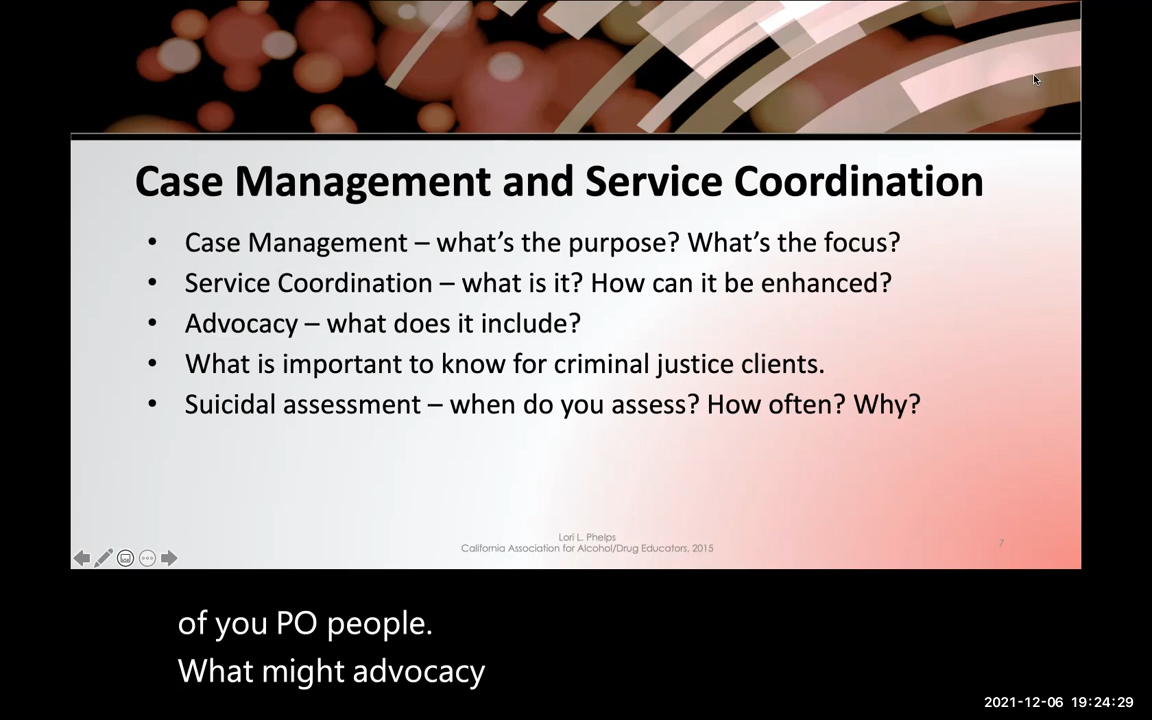 Case Management and Service Coordination
• Case Management – what's the purpose? What's the focus?
• Service Coordination – what is it? How can it be enhanced?
• Advocacy – what does it include?
• What is important to know for criminal justice clients.
• Suicidal assessment – when do you assess? How often? Why?
Lori L. Phelps
California Association for Alcohol/Drug Educators, 2015
7
of you PO people.
What might advocacy
2021-12-06 19:24:29